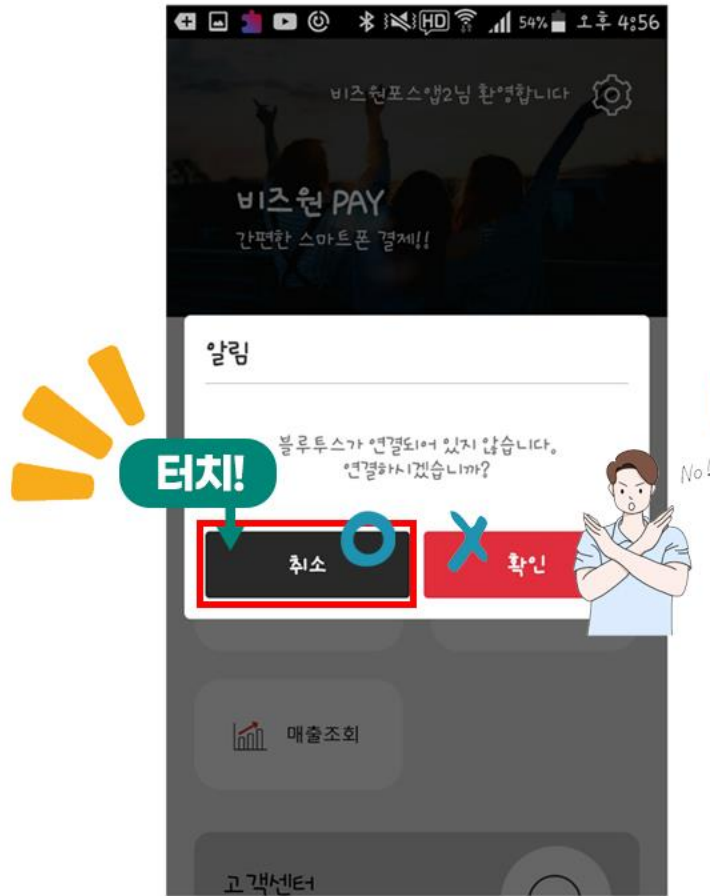 54% 오후 4:56
비즈원포스앱2님 환영합니다
비즈원 PAY
간편한 스마트폰 결제!!
알림
블루투스가 연결되어 있지 않습니다.
연결하시겠습니까?
터치!
No!
취소
확인
매출조회
고객센터